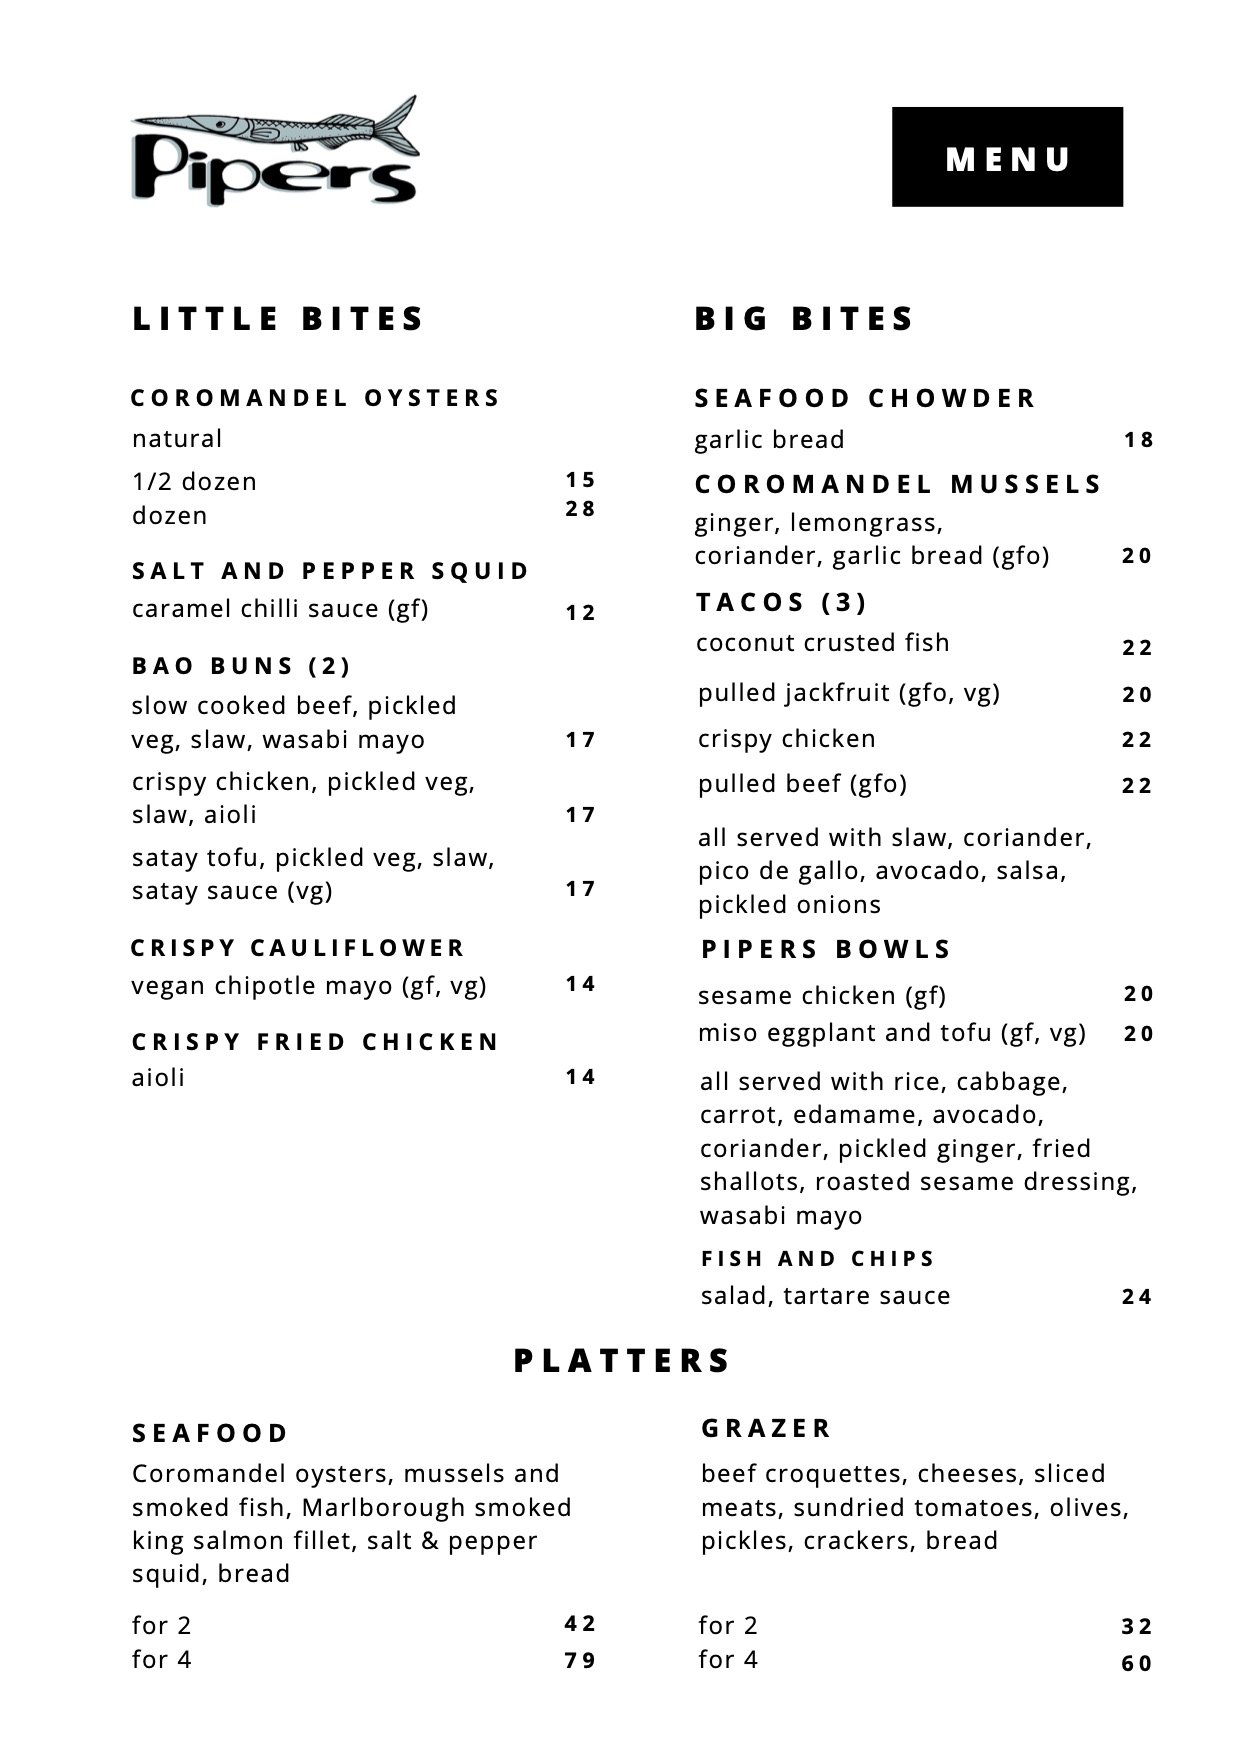 Pipers
MENU
LITTLE BITES
COROMANDEL OYSTERS
natural
1/2 dozen 15
dozen 28
SALT AND PEPPER SQUID
caramel chilli sauce (gf) 12
BAO BUNS (2)
slow cooked beef, pickled
veg, slaw, wasabi mayo 17
crispy chicken, pickled veg,
slaw, aioli 17
satay tofu, pickled veg, slaw,
satay sauce (vg) 17
CRISPY CAULIFLOWER
vegan chipotle mayo (gf, vg) 14
CRISPY FRIED CHICKEN
aioli 14
BIG BITES
SEAFOOD CHOWDER
garlic bread 18
COROMANDEL MUSSELS
ginger, lemongrass,
coriander, garlic bread (gfo) 20
TACOS (3)
coconut crusted fish 22
pulled jackfruit (gfo, vg) 20
crispy chicken 22
pulled beef (gfo) 22
all served with slaw, coriander,
pico de gallo, avocado, salsa,
pickled onions
PIPERS BOWLS
sesame chicken (gf) 20
miso eggplant and tofu (gf, vg) 20
all served with rice, cabbage,
carrot, edamame, avocado,
coriander, pickled ginger, fried
shallots, roasted sesame dressing,
wasabi mayo
FISH AND CHIPS
salad, tartare sauce 24
PLATTERS
SEAFOOD
Coromandel oysters, mussels and
smoked fish, Marlborough smoked
king salmon fillet, salt & pepper
squid, bread
for 2 42
for 4 79
GRAZER
beef croquettes, cheeses, sliced
meats, sundried tomatoes, olives,
pickles, crackers, bread
for 2 32
for 4 60